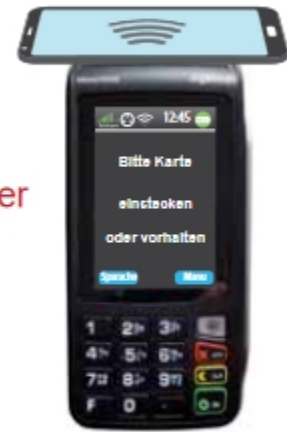 er
12:45
Bitte Karte
einstecken
oder vorhalten
Sprache Menu
1 2 3
4 5 6
7 8 9
F 0